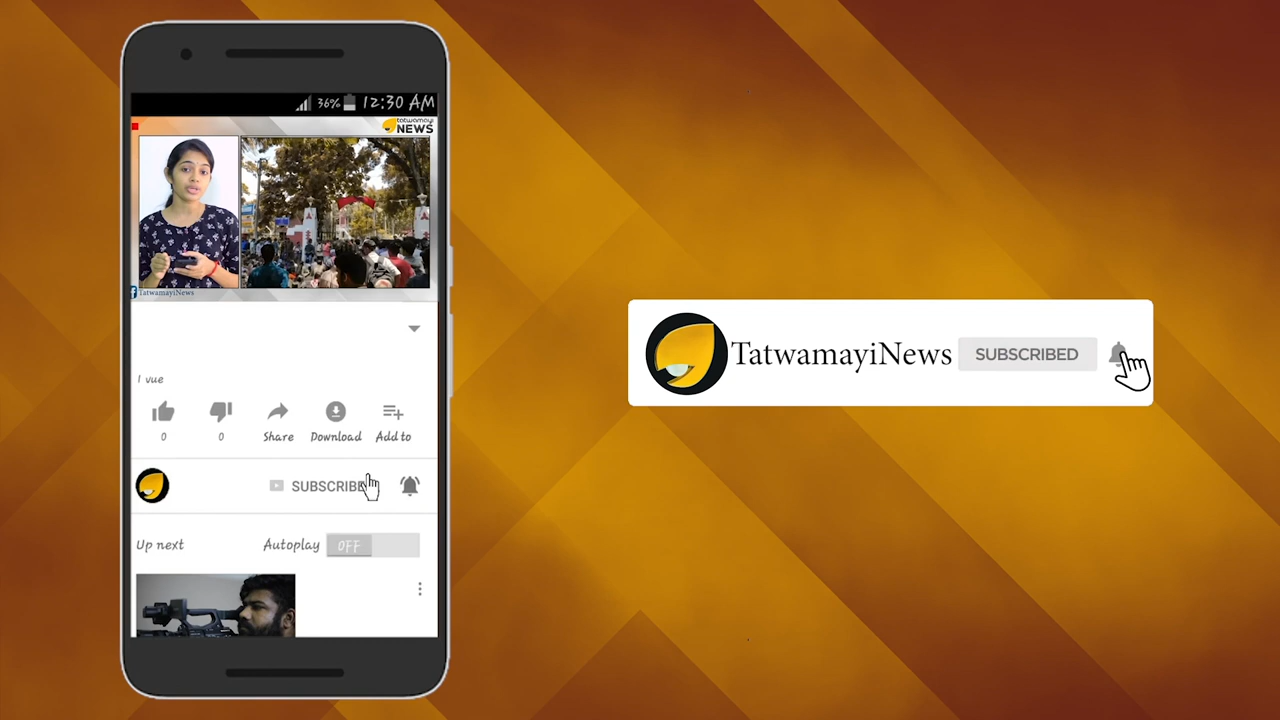 36% 12:30 AM
tatwamayi
NEWS
TatwamayiNews
1 vue
0 0 Share Download Add to
SUBSCRIBE
Up next Autoplay OFF
TatwamayiNews SUBSCRIBED